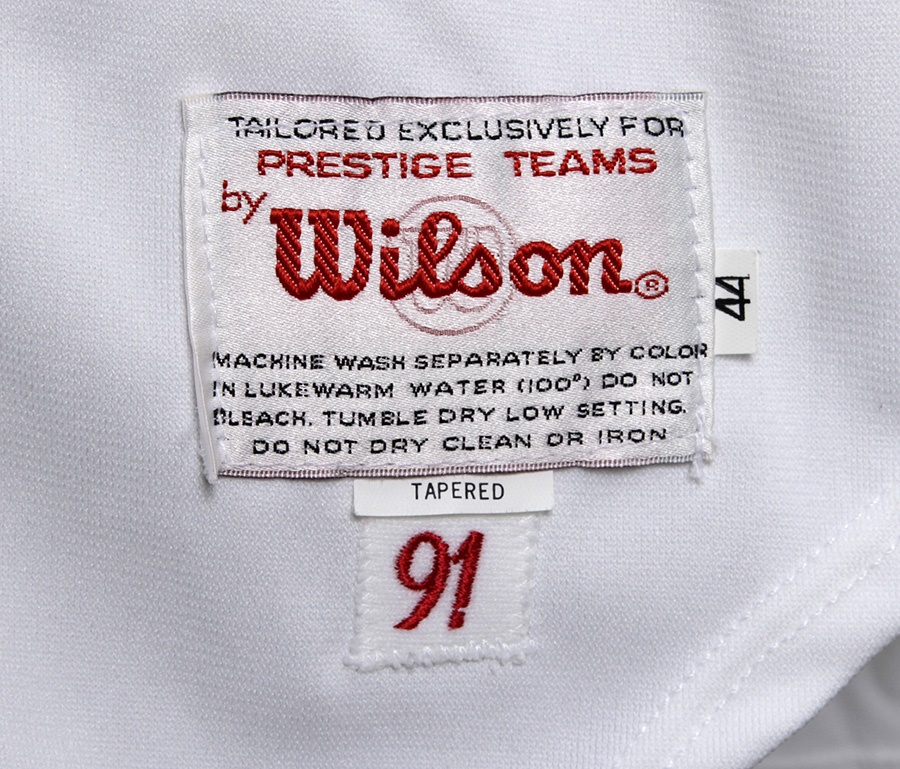 TAILORED EXCLUSIVELY FOR
PRESTIGE TEAMS
by
Wilson®
44
MACHINE WASH SEPARATELY BY COLOR
IN LUKEWARM WATER (100°) DO NOT
BLEACH. TUMBLE DRY LOW SETTING.
DO NOT DRY CLEAN OR IRON
TAPERED
91